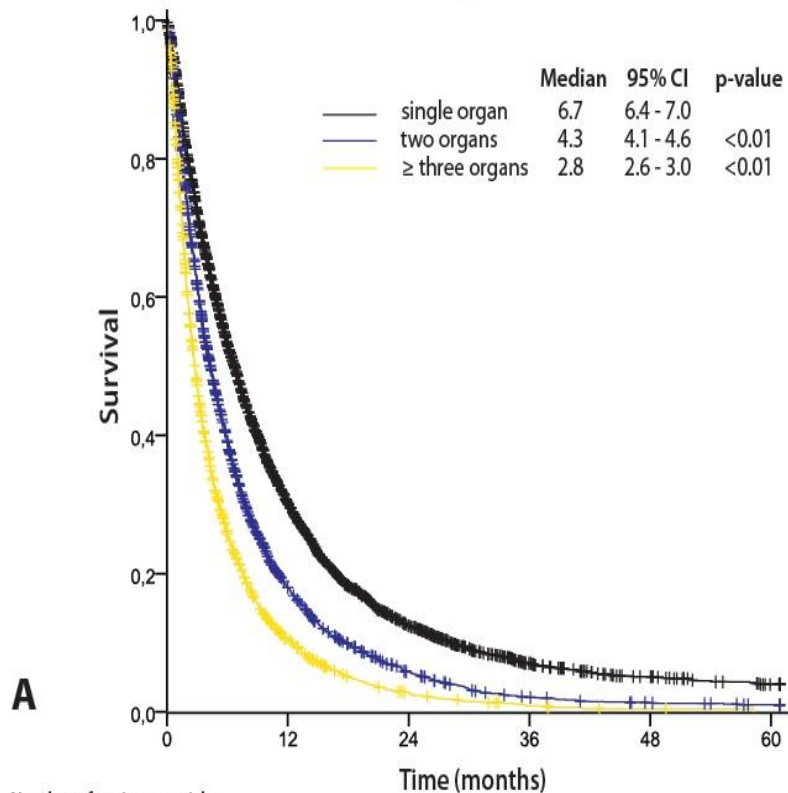 1,0
Median 95% CI p-value
single organ 6.7 6.4 - 7.0
two organs 4.3 4.1 - 4.6 <0.01
≥ three organs 2.8 2.6 - 3.0 <0.01
0,8
0,6
Survival
0,4
0,2
A
0,0
0 12 24 36 48 60
Time (months)